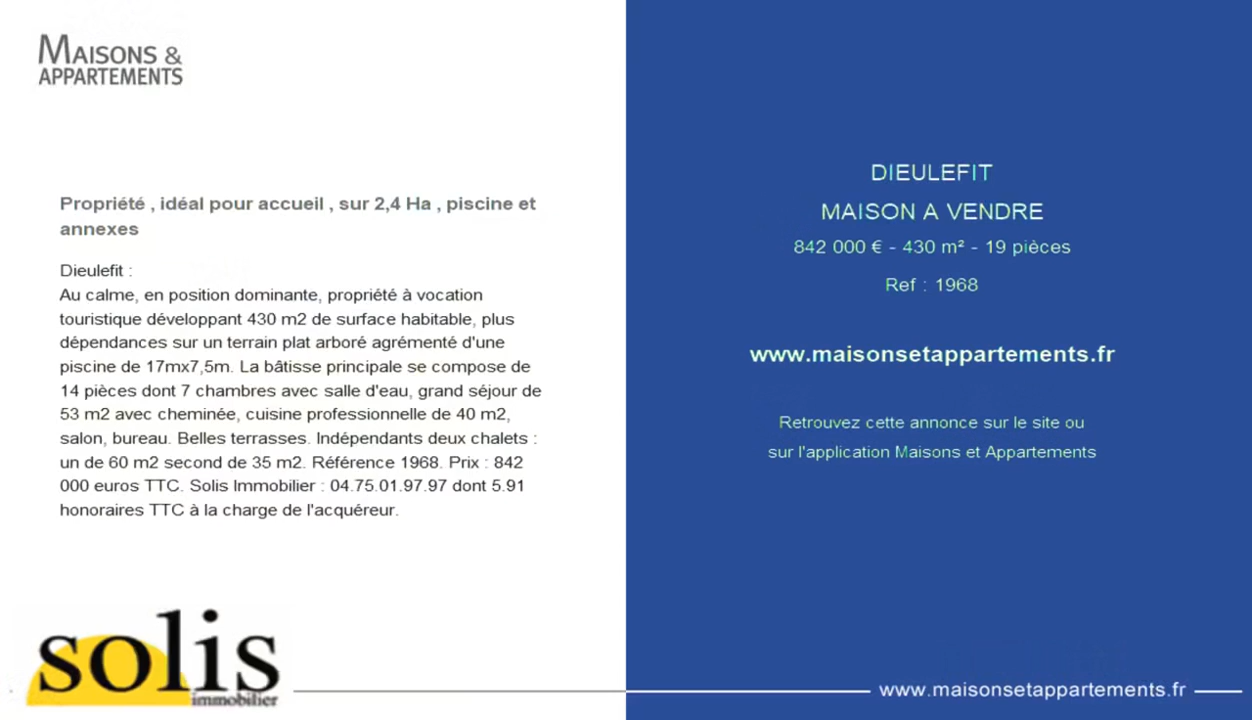 MAISONS &
APPARTEMENTS
Propriété , idéal pour accueil , sur 2,4 Ha , piscine et
annexes
Dieulefit :
Au calme, en position dominante, propriété à vocation
touristique développant 430 m2 de surface habitable, plus
dépendances sur un terrain plat arboré agrémenté d'une
piscine de 17mx7,5m. La bâtisse principale se compose de
14 pièces dont 7 chambres avec salle d'eau, grand séjour de
53 m2 avec cheminée, cuisine professionnelle de 40 m2,
salon, bureau. Belles terrasses. Indépendants deux chalets :
un de 60 m2 second de 35 m2. Référence 1968. Prix : 842
000 euros TTC. Solis Immobilier : 04.75.01.97.97 dont 5.91
honoraires TTC à la charge de l'acquéreur.
solis
immobilier
DIEULEFIT
MAISON A VENDRE
842 000 € - 430 m² - 19 pièces
Ref : 1968
www.maisonsetappartements.fr
Retrouvez cette annonce sur le site ou
sur l'application Maisons et Appartements
www.maisonsetappartements.fr